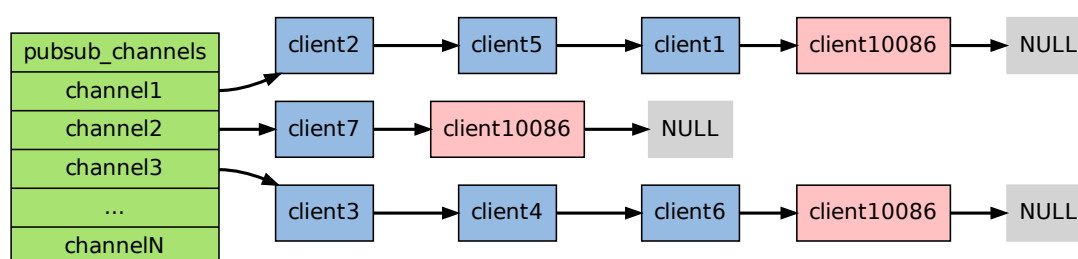 pubsub_channels
channel1
channel2
channel3
...
channelN
client2 client5 client1 client10086 NULL
client7 client10086 NULL
client3 client4 client6 client10086 NULL